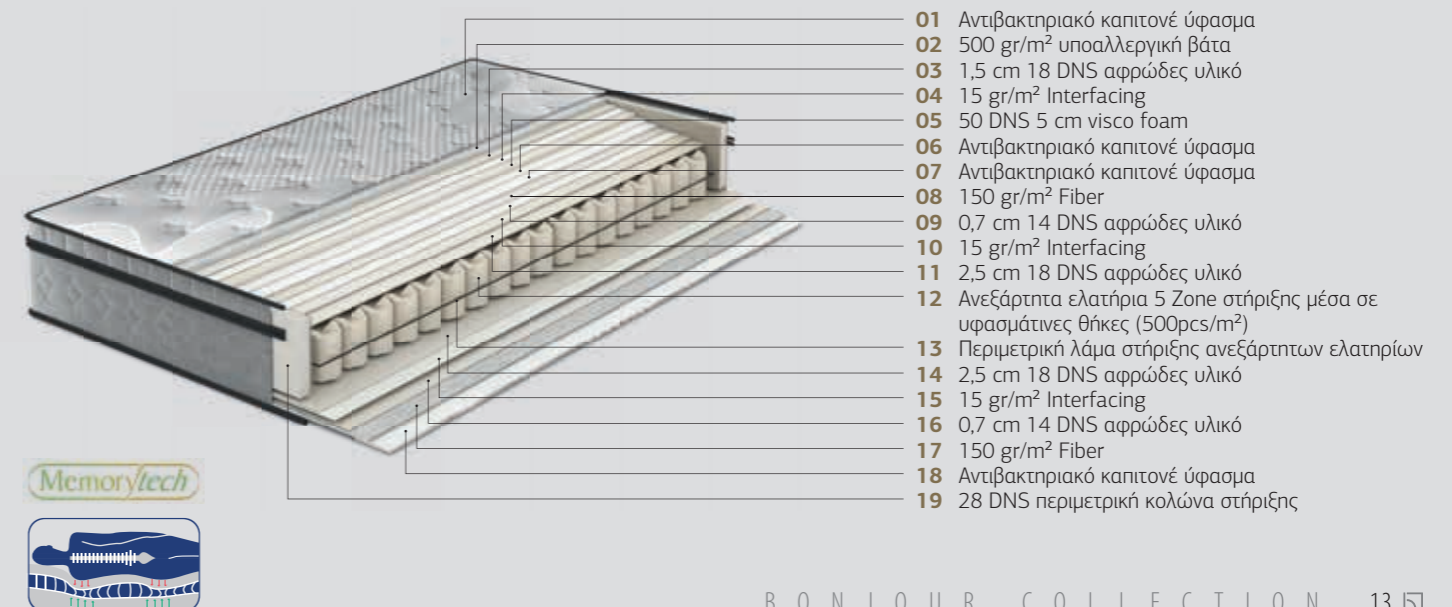 01 Αντιβακτηριακό καπιτονέ ύφασμα
02 500 gr/m² υποαλλεργική βάτα
03 1,5 cm 18 DNS αφρώδες υλικό
04 15 gr/m² Interfacing
05 50 DNS 5 cm visco foam
06 Αντιβακτηριακό καπιτονέ ύφασμα
07 Αντιβακτηριακό καπιτονέ ύφασμα
08 150 gr/m² Fiber
09 0,7 cm 14 DNS αφρώδες υλικό
10 15 gr/m² Interfacing
11 2,5 cm 18 DNS αφρώδες υλικό
12 Ανεξάρτητα ελατήρια 5 Zone στήριξης μέσα σε
υφασμάτινες θήκες (500pcs/m²)
13 Περιμετρική λάμα στήριξης ανεξάρτητων ελατηρίων
14 2,5 cm 18 DNS αφρώδες υλικό
15 15 gr/m² Interfacing
16 0,7 cm 14 DNS αφρώδες υλικό
17 150 gr/m² Fiber
18 Αντιβακτηριακό καπιτονέ ύφασμα
19 28 DNS περιμετρική κολώνα στήριξης
Memorytech
BONJOUR COLLECTION 13